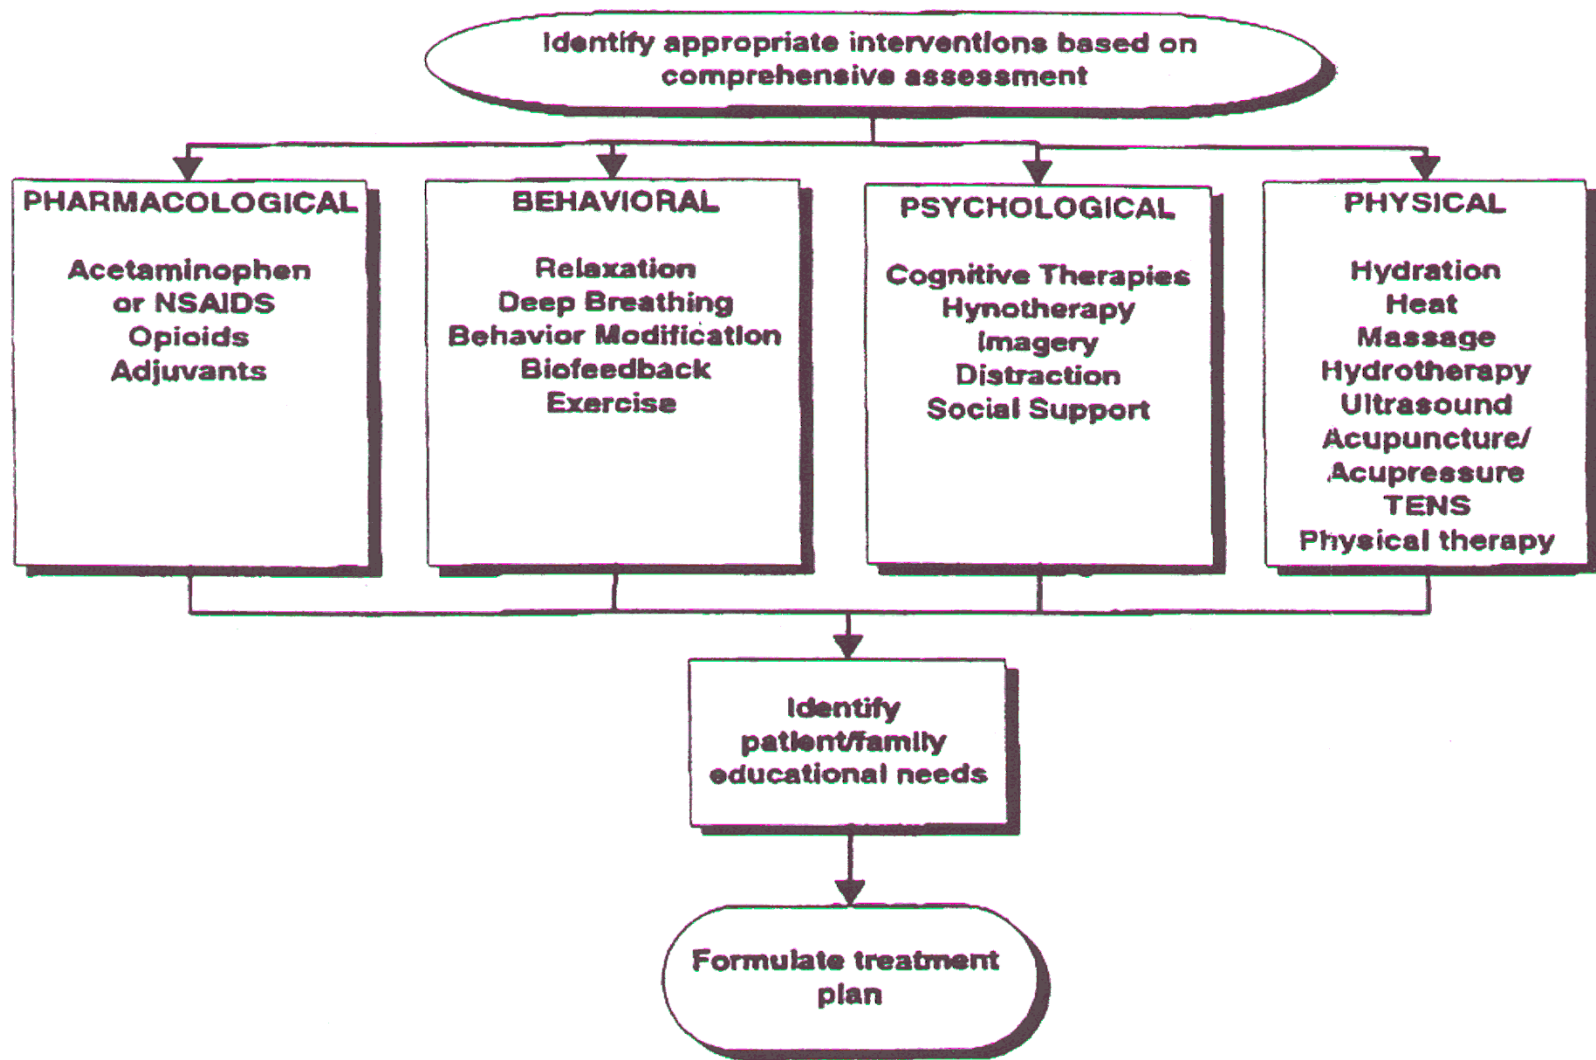 Identify appropriate interventions based on
comprehensive assessment
PHARMACOLOGICAL
Acetaminophen
or NSAIDS
Opioids
Adjuvants
BEHAVIORAL
Relaxation
Deep Breathing
Behavior Modification
Biofeedback
Exercise
PSYCHOLOGICAL
Cognitive Therapies
Hynotherapy
Imagery
Distraction
Social Support
PHYSICAL
Hydration
Heat
Massage
Hydrotherapy
Ultrasound
Acupuncture/
Acupressure
TENS
Physical therapy
Identify
patient/family
educational needs
Formulate treatment
plan